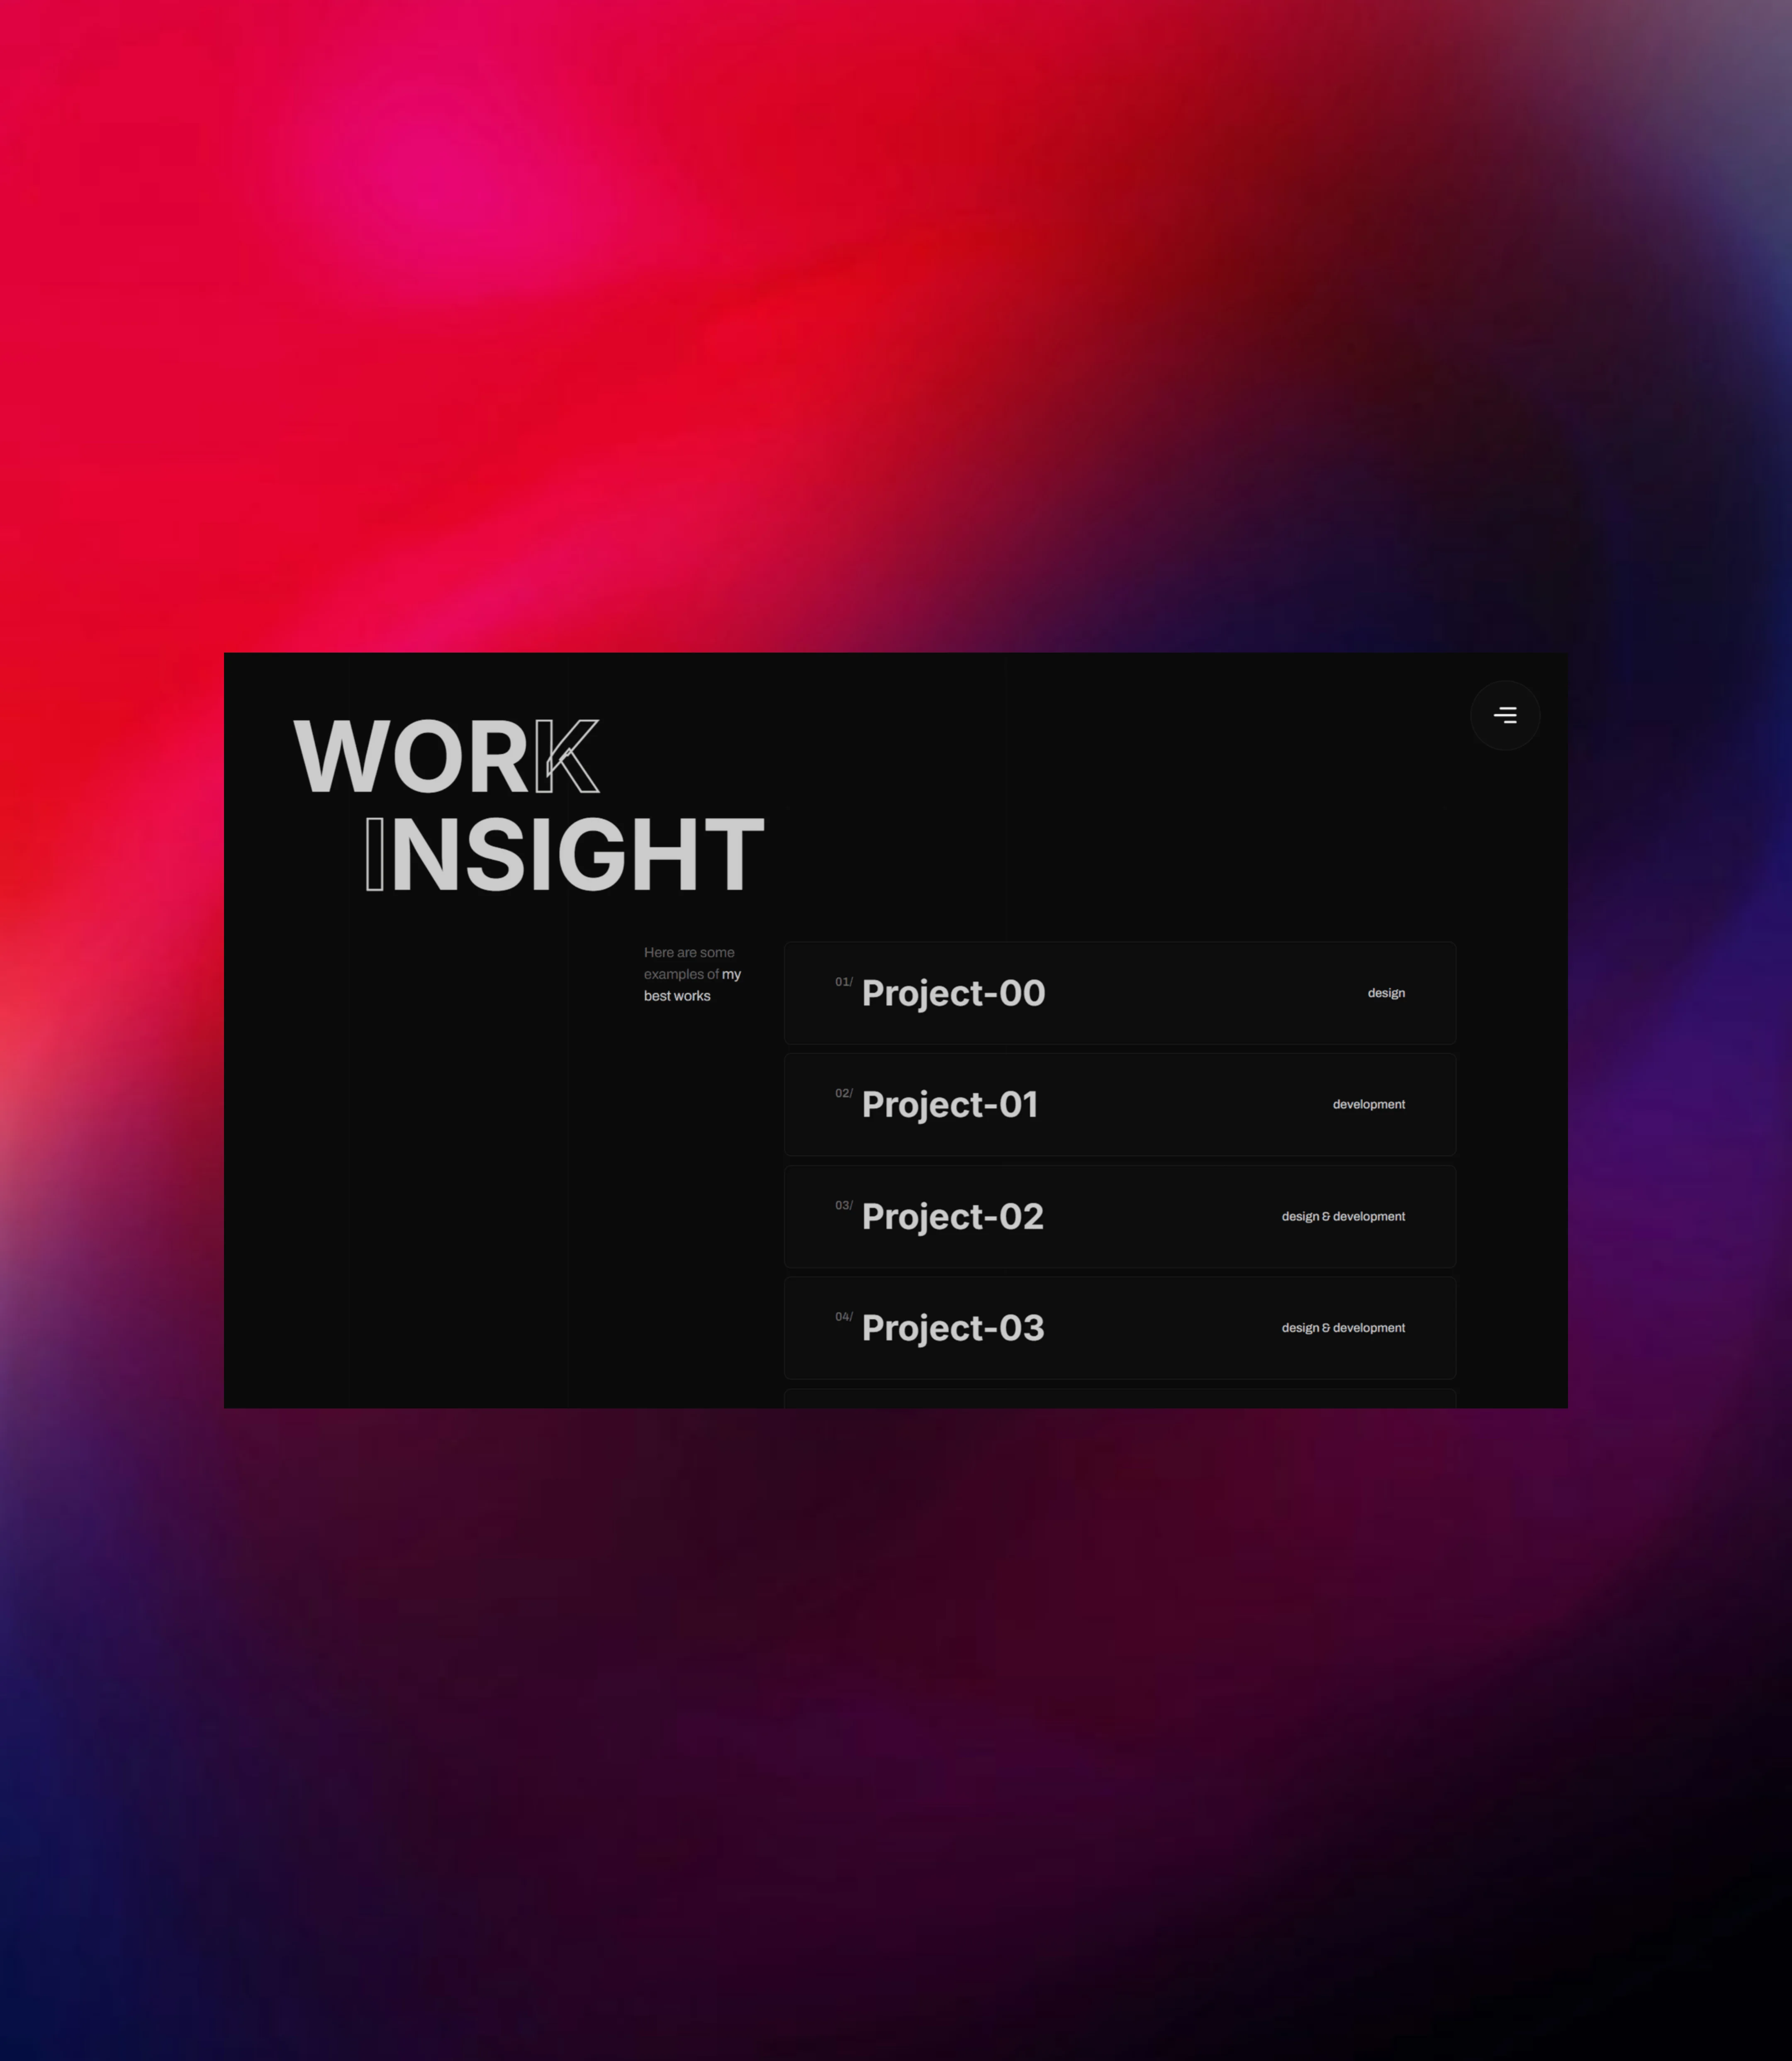 WORK
INSIGHT
Here are some
examples of my
best works
01/ Project-00 design
02/ Project-01 development
03/ Project-02 design & development
04/ Project-03 design & development